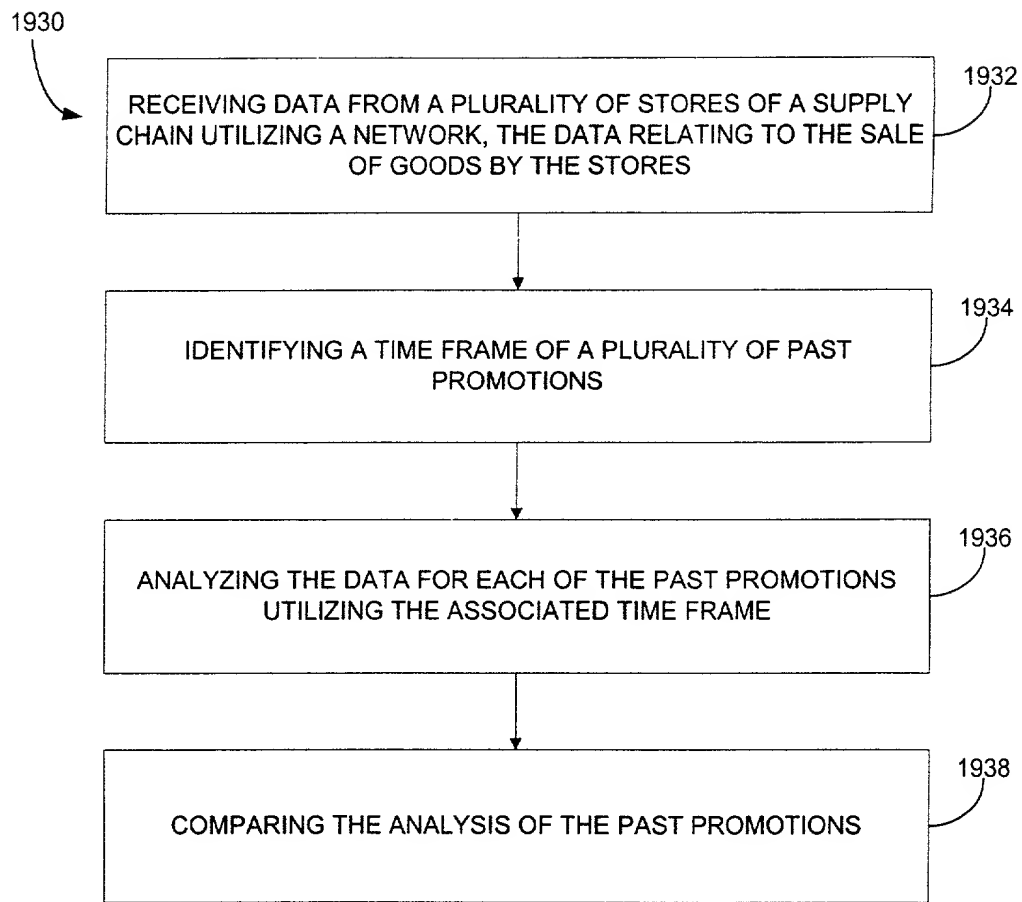 1930
1932
RECEIVING DATA FROM A PLURALITY OF STORES OF A SUPPLY
CHAIN UTILIZING A NETWORK, THE DATA RELATING TO THE SALE
OF GOODS BY THE STORES
1934
IDENTIFYING A TIME FRAME OF A PLURALITY OF PAST
PROMOTIONS
1936
ANALYZING THE DATA FOR EACH OF THE PAST PROMOTIONS
UTILIZING THE ASSOCIATED TIME FRAME
1938
COMPARING THE ANALYSIS OF THE PAST PROMOTIONS